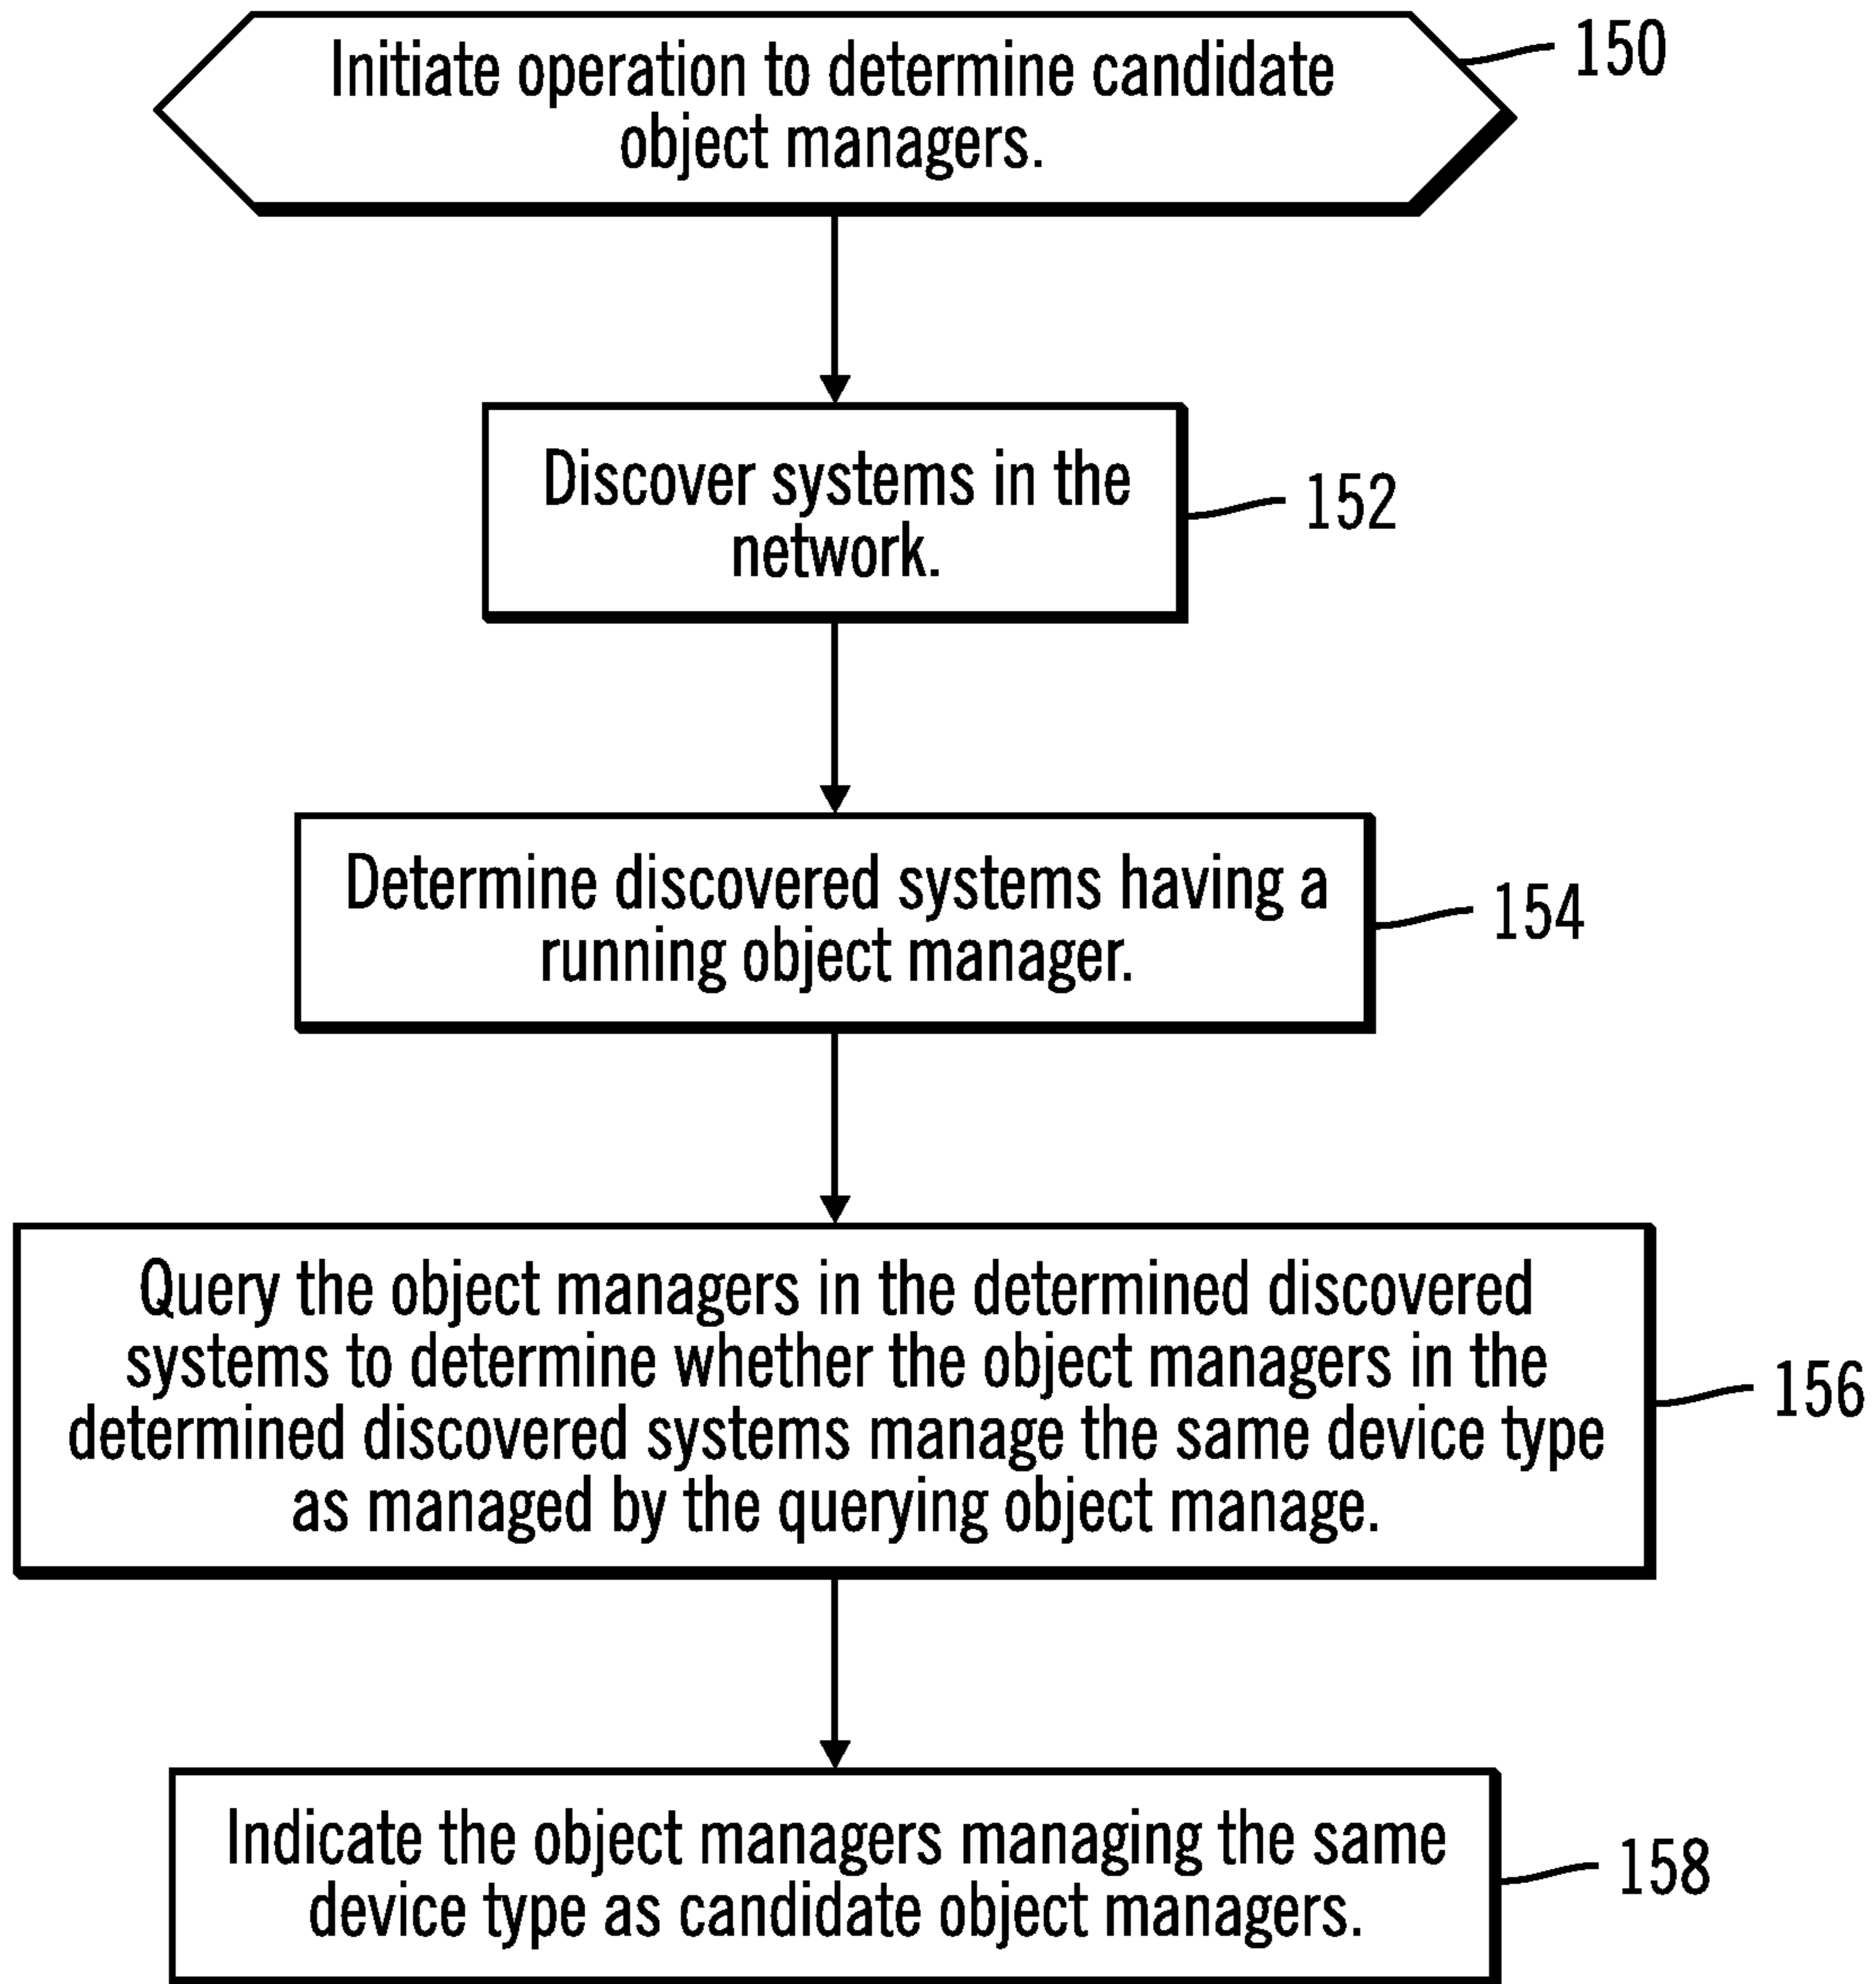 Initiate operation to determine candidate
object managers.
150
Discover systems in the
network.
152
Determine discovered systems having a
running object manager.
154
Query the object managers in the determined discovered
systems to determine whether the object managers in the
determined discovered systems manage the same device type
as managed by the querying object manage.
156
Indicate the object managers managing the same
device type as candidate object managers.
158